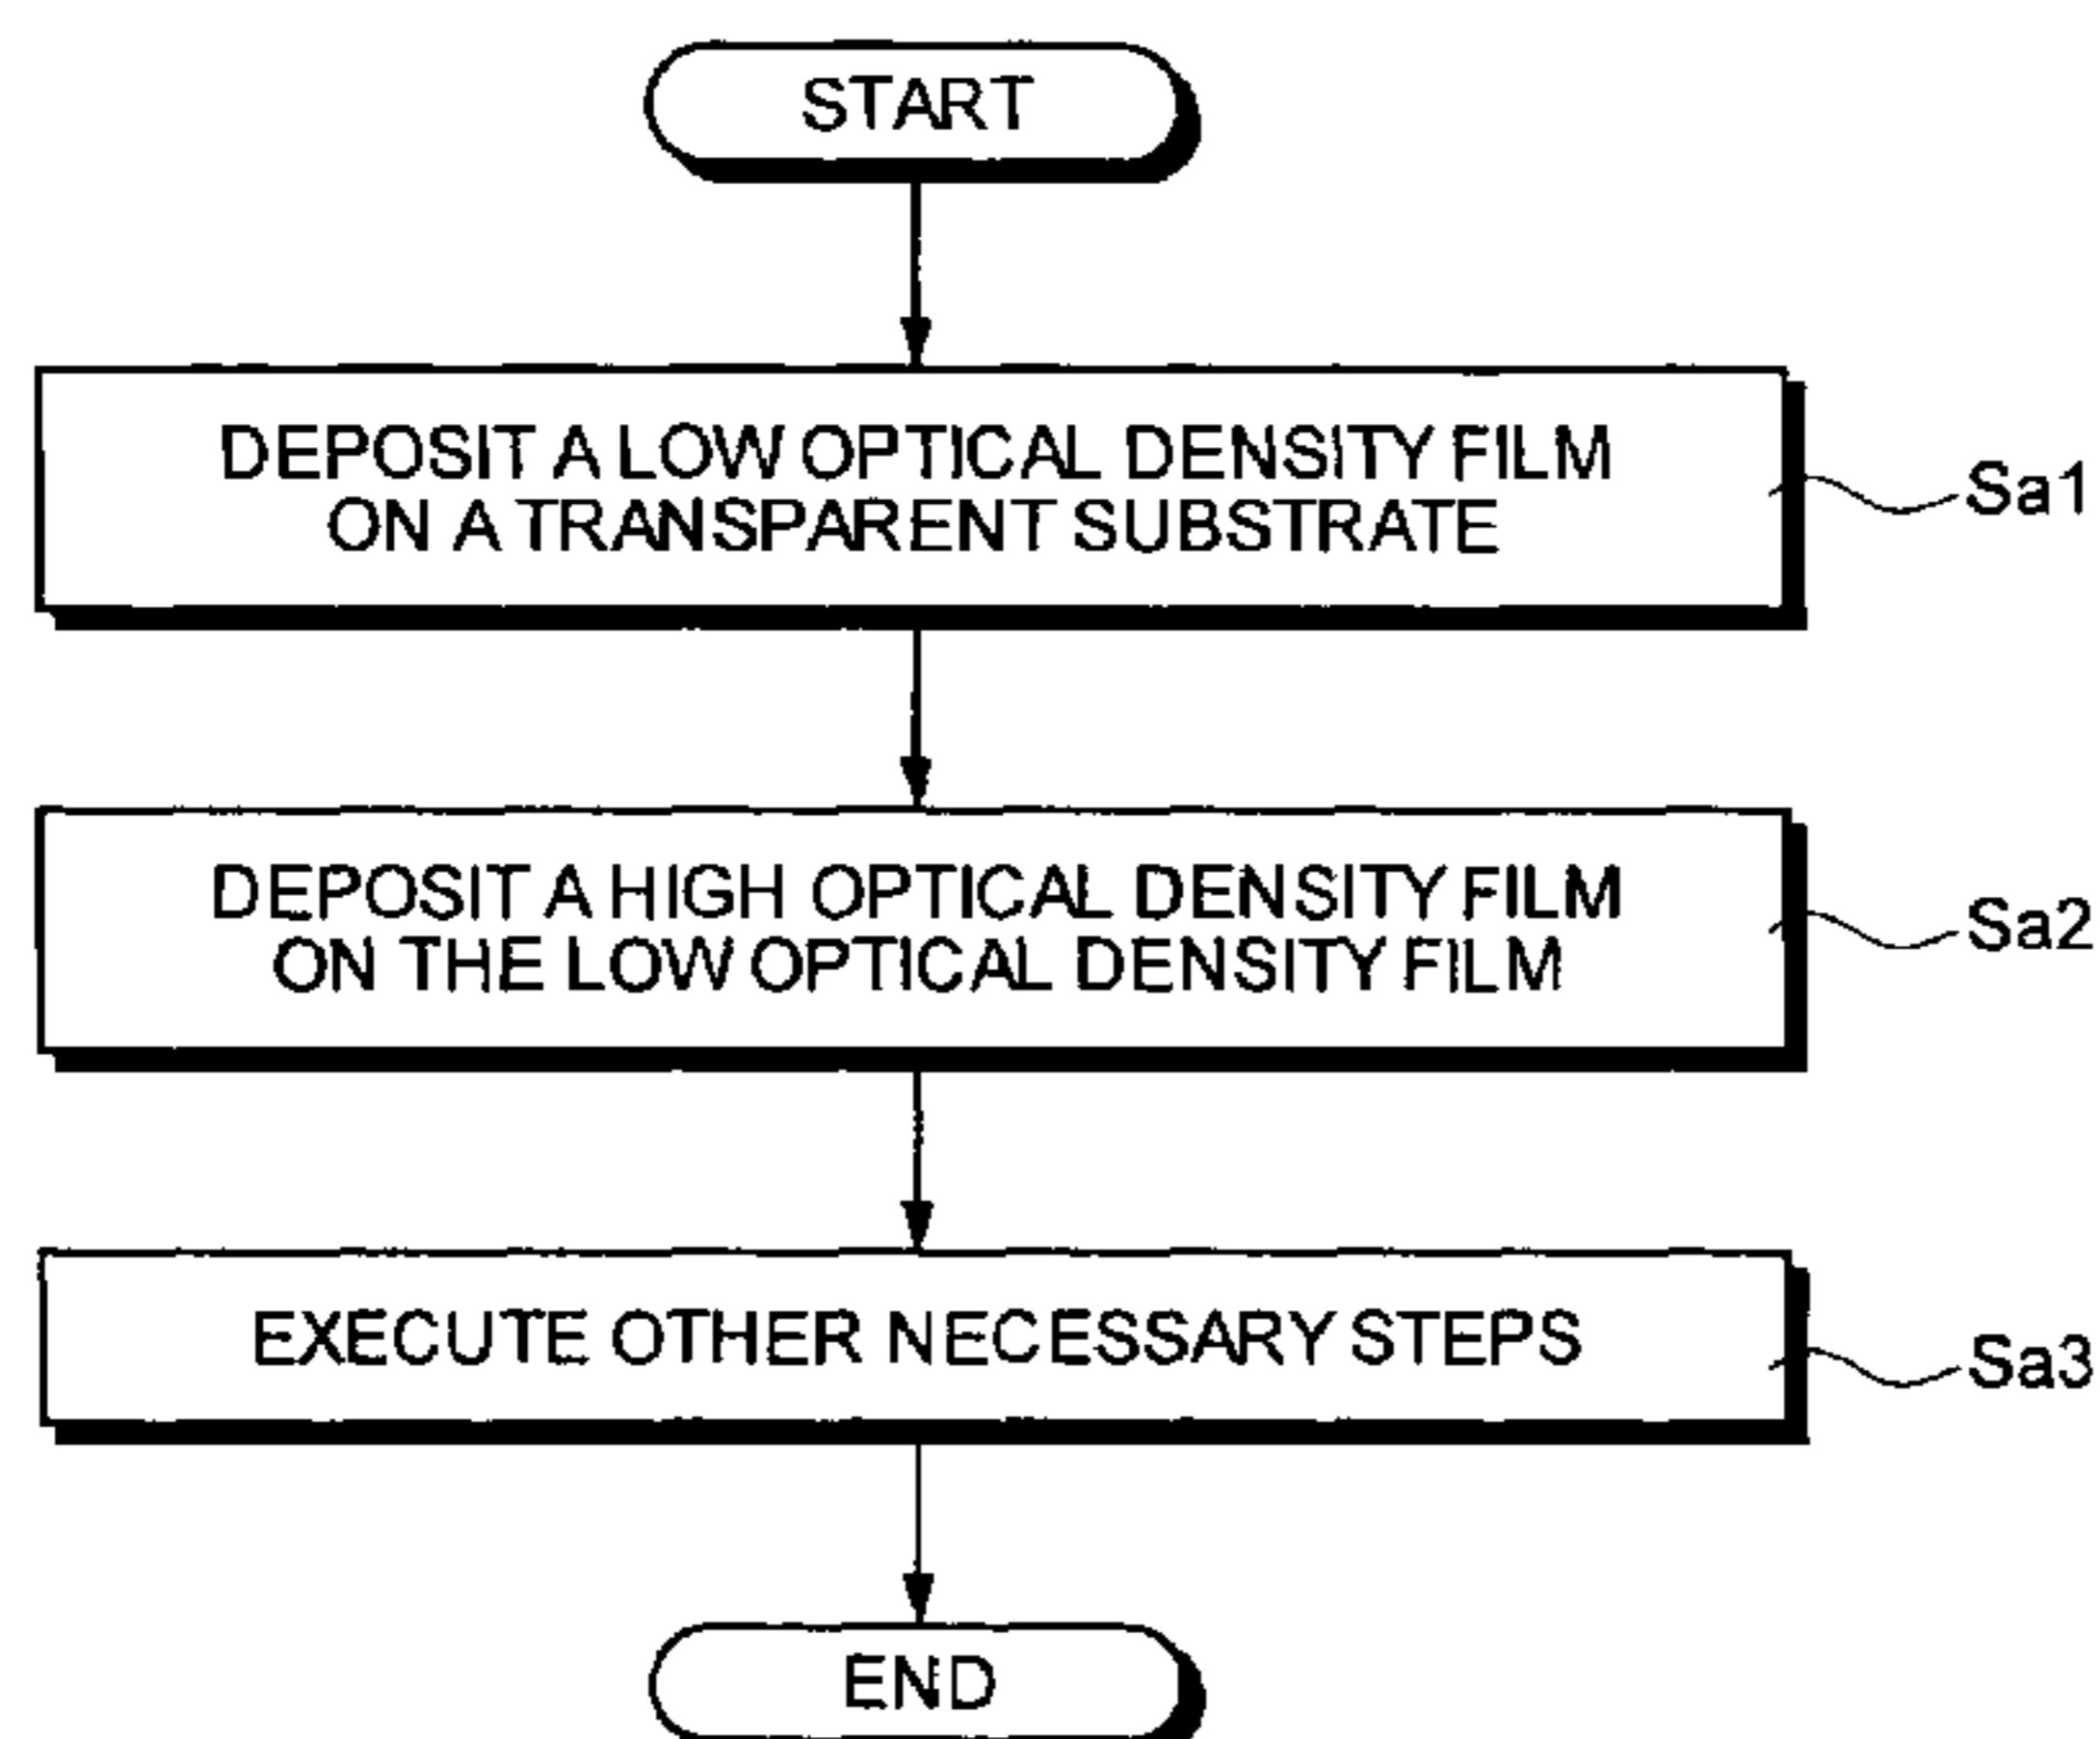 START
DEPOSIT A LOW OPTICAL DENSITY FILM
ON A TRANSPARENT SUBSTRATE
Sa1
DEPOSIT A HIGH OPTICAL DENSITY FILM
ON THE LOW OPTICAL DENSITY FILM
Sa2
EXECUTE OTHER NECESSARY STEPS
Sa3
END